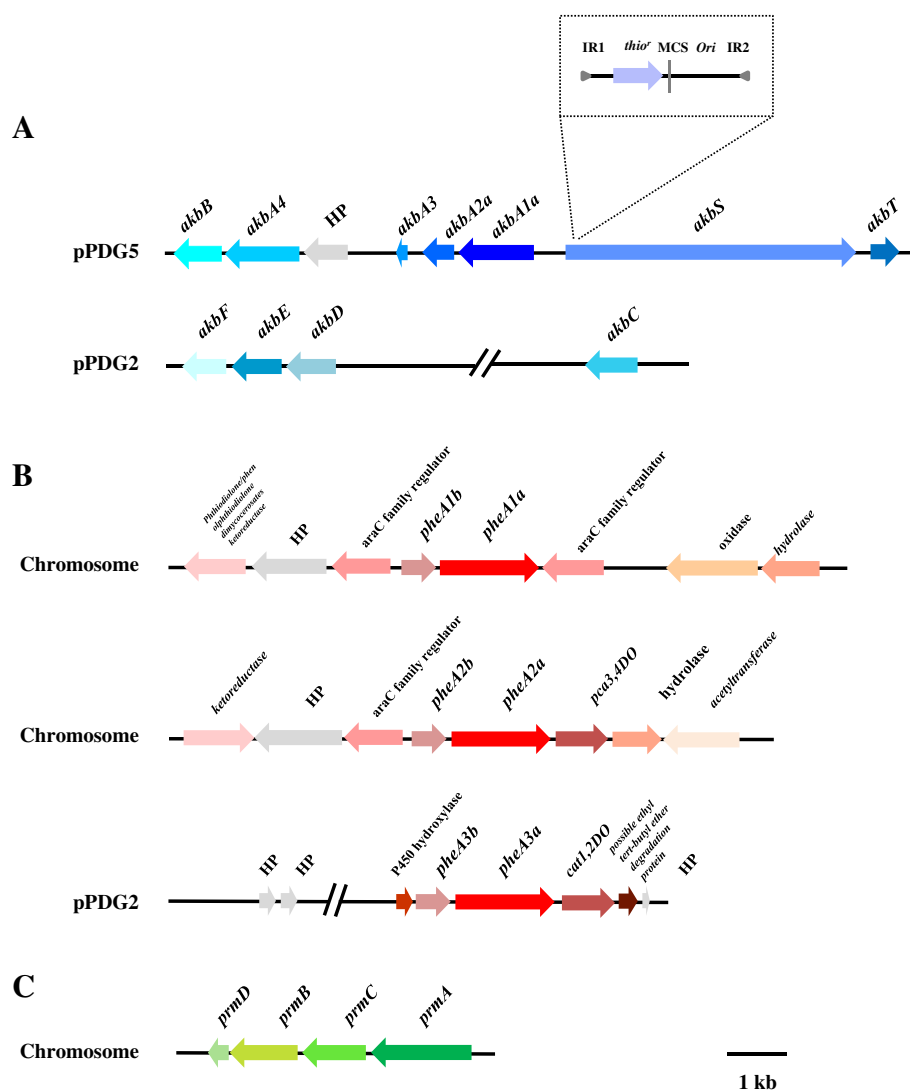 IR1 thioʳ MCS Ori IR2
A
akbB akbA4 HP akbA3 akbA2a akbA1a akbS akbT
pPDG5
akbF akbE akbD akbC
pPDG2
B
Phthiodiolone/phen
olphthiodiolone
dimycocerosates
ketoreductase
HP araC family regulator pheA1b pheA1a araC family regulator oxidase hydrolase
Chromosome
ketoreductase HP araC family regulator pheA2b pheA2a pca3,4DO hydrolase acetyltransferase
Chromosome
HP HP P450 hydroxylase pheA3b pheA3a cat1,2DO
possible ethyl
tert-butyl ether
degradation
protein
HP
pPDG2
C
prmD prmB prmC prmA
Chromosome
1 kb